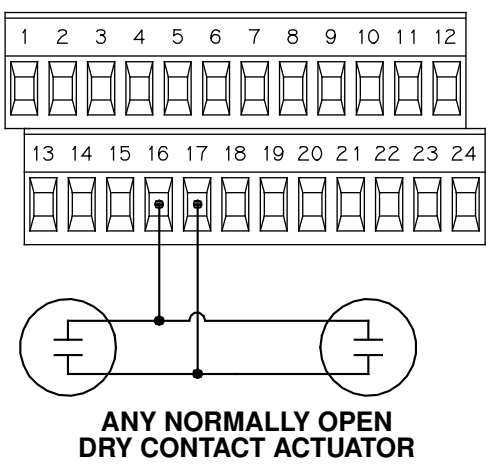 1 2 3 4 5 6 7 8 9 10 11 12
13 14 15 16 17 18 19 20 21 22 23 24
ANY NORMALLY OPEN
DRY CONTACT ACTUATOR